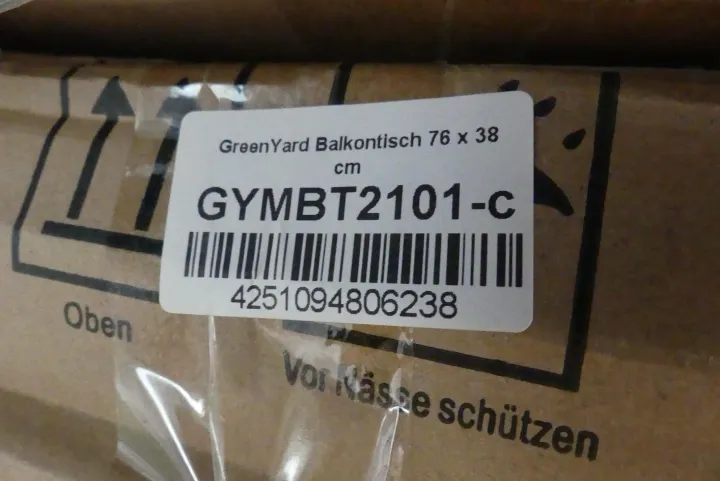 GreenYard Balkontisch 76 x 38
cm
GYMBT2101-c
4251094806238
Oben
Vor Nässe schützen